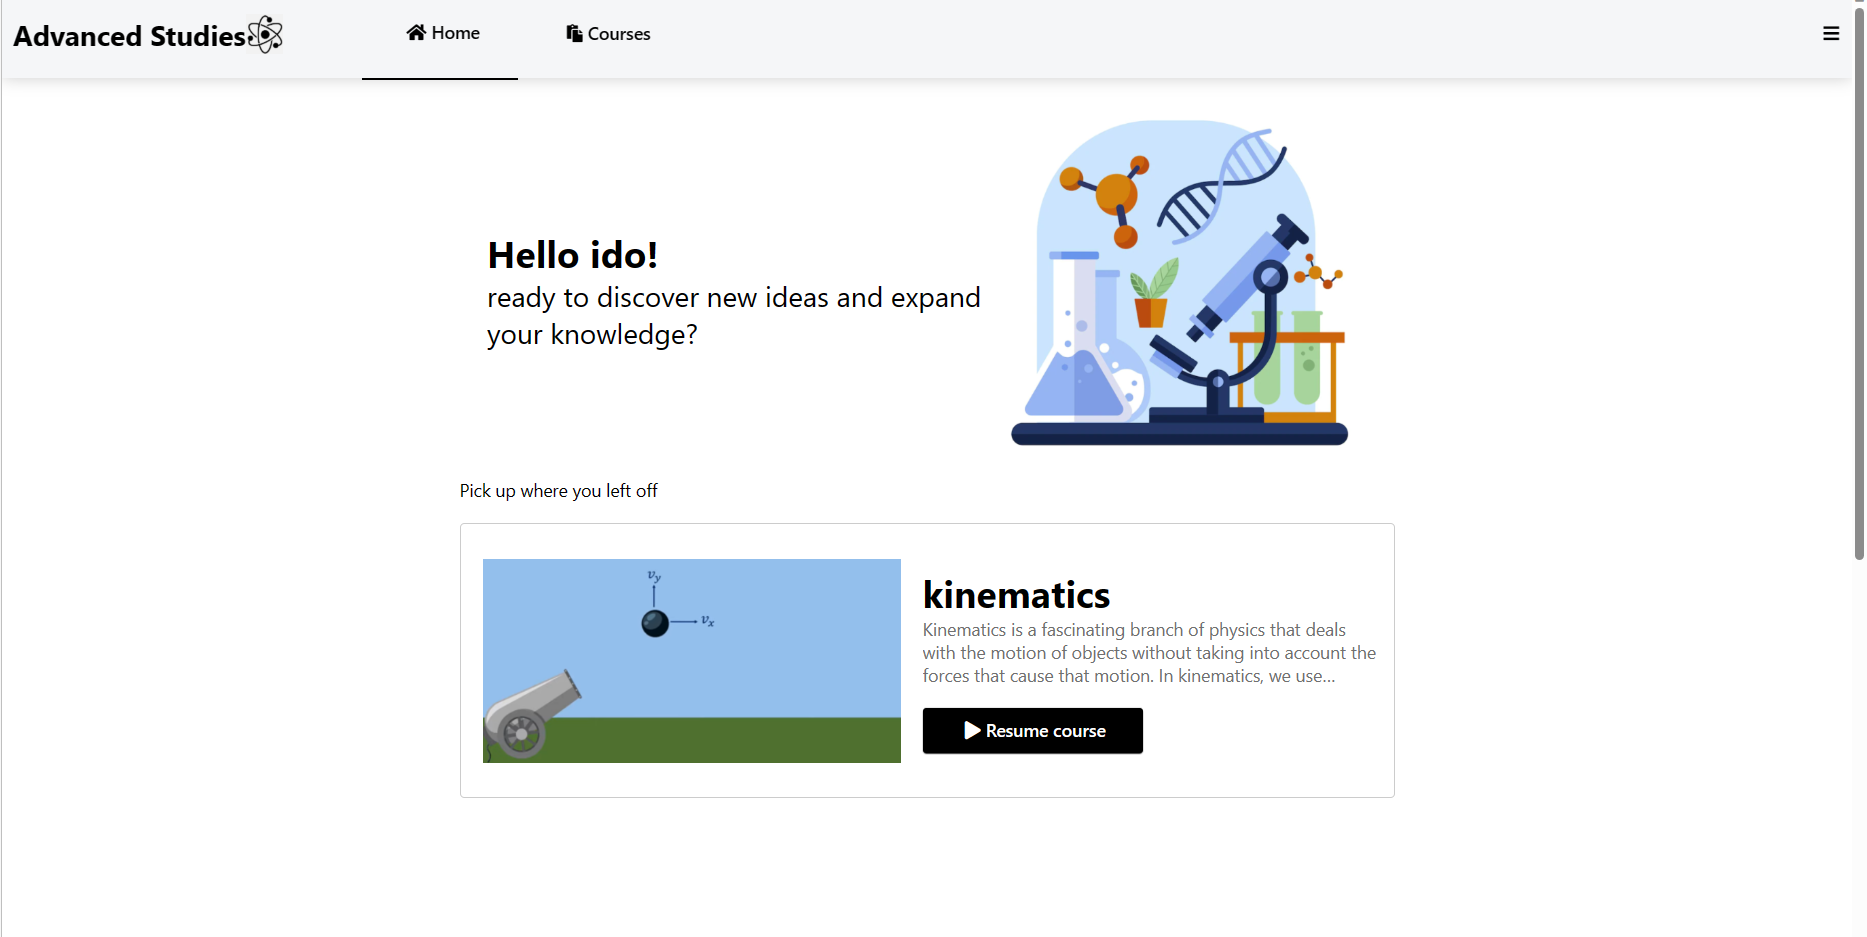 Advanced Studies
Home
Courses
Hello ido!
ready to discover new ideas and expand
your knowledge?
Pick up where you left off
v_y
v_x
kinematics
Kinematics is a fascinating branch of physics that deals
with the motion of objects without taking into account the
forces that cause that motion. In kinematics, we use...
Resume course